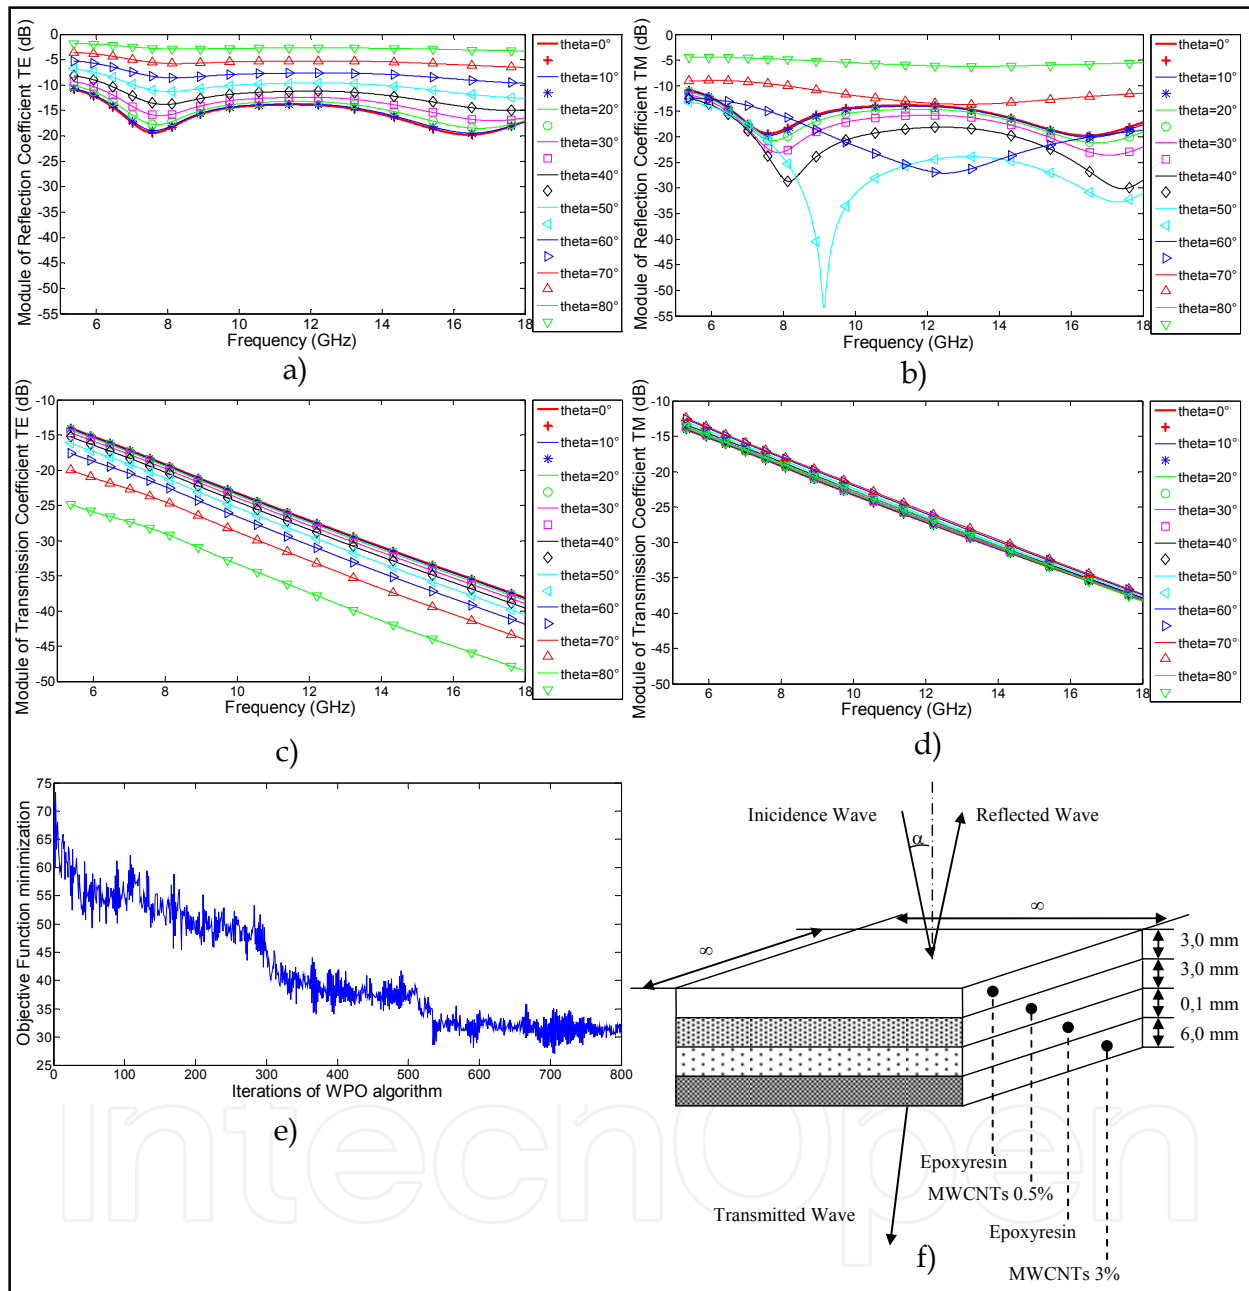 Module of Reflection Coefficient TE (dB)
0
-5
-10
-15
-20
-25
-30
-35
-40
-45
-50
-55
6
8
10
12
14
16
18
Frequency (GHz)
theta=0°
theta=10°
theta=20°
theta=30°
theta=40°
theta=50°
theta=60°
theta=70°
theta=80°
a)
Module of Reflection Coefficient TM (dB)
0
-5
-10
-15
-20
-25
-30
-35
-40
-45
-50
-55
6
8
10
12
14
16
18
Frequency (GHz)
theta=0°
theta=10°
theta=20°
theta=30°
theta=40°
theta=50°
theta=60°
theta=70°
theta=80°
b)
Module of Transmission Coefficient TE (dB)
-10
-15
-20
-25
-30
-35
-40
-45
-50
6
8
10
12
14
16
18
Frequency (GHz)
theta=0°
theta=10°
theta=20°
theta=30°
theta=40°
theta=50°
theta=60°
theta=70°
theta=80°
c)
Module of Transmission Coefficient TM (dB)
-10
-15
-20
-25
-30
-35
-40
-45
-50
6
8
10
12
14
16
18
Frequency (GHz)
theta=0°
theta=10°
theta=20°
theta=30°
theta=40°
theta=50°
theta=60°
theta=70°
theta=80°
d)
Objective Function minimization
75
70
65
60
55
50
45
40
35
30
25
0
100
200
300
400
500
600
700
800
Iterations of WPO algorithm
e)
Inicidence Wave
Reflected Wave
α
∞
∞
3,0 mm
3,0 mm
0,1 mm
6,0 mm
Epoxyresin
MWCNTs 0.5%
Transmitted Wave
Epoxyresin
MWCNTs 3%
f)
IntechOpen